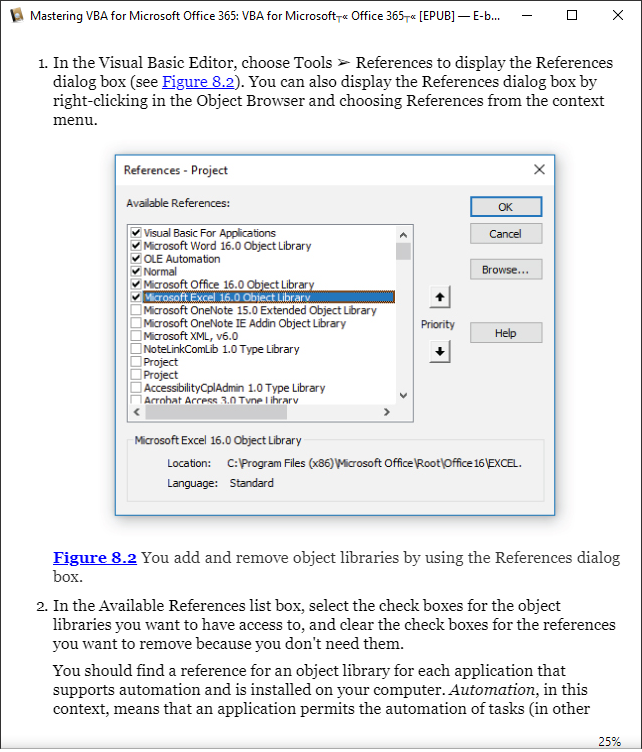 Mastering VBA for Microsoft Office 365: VBA for Microsoft┬« Office 365┬« [EPUB] — E-b...
1. In the Visual Basic Editor, choose Tools ➢ References to display the References
dialog box (see Figure 8.2). You can also display the References dialog box by
right-clicking in the Object Browser and choosing References from the context
menu.
References - Project
Available References:
OK
Visual Basic For Applications
Cancel
Microsoft Word 16.0 Object Library
OLE Automation
Normal
Browse...
Microsoft Office 16.0 Object Library
Microsoft Excel 16.0 Object Library
Microsoft OneNote 15.0 Extended Object Library
Microsoft OneNote IE Addin Object Library
Priority
Microsoft XML, v6.0
Help
NoteLinkComLib 1.0 Type Library
Project
Project
AccessibilityCplAdmin 1.0 Type Library
Acrobat Access 3.0 Type Library
Microsoft Excel 16.0 Object Library
Location: C:\Program Files (x86)\Microsoft Office\Root\Office16\EXCEL.
Language: Standard
Figure 8.2 You add and remove object libraries by using the References dialog
box.
2. In the Available References list box, select the check boxes for the object
libraries you want to have access to, and clear the check boxes for the references
you want to remove because you don't need them.
You should find a reference for an object library for each application that
supports automation and is installed on your computer. Automation, in this
context, means that an application permits the automation of tasks (in other
25%